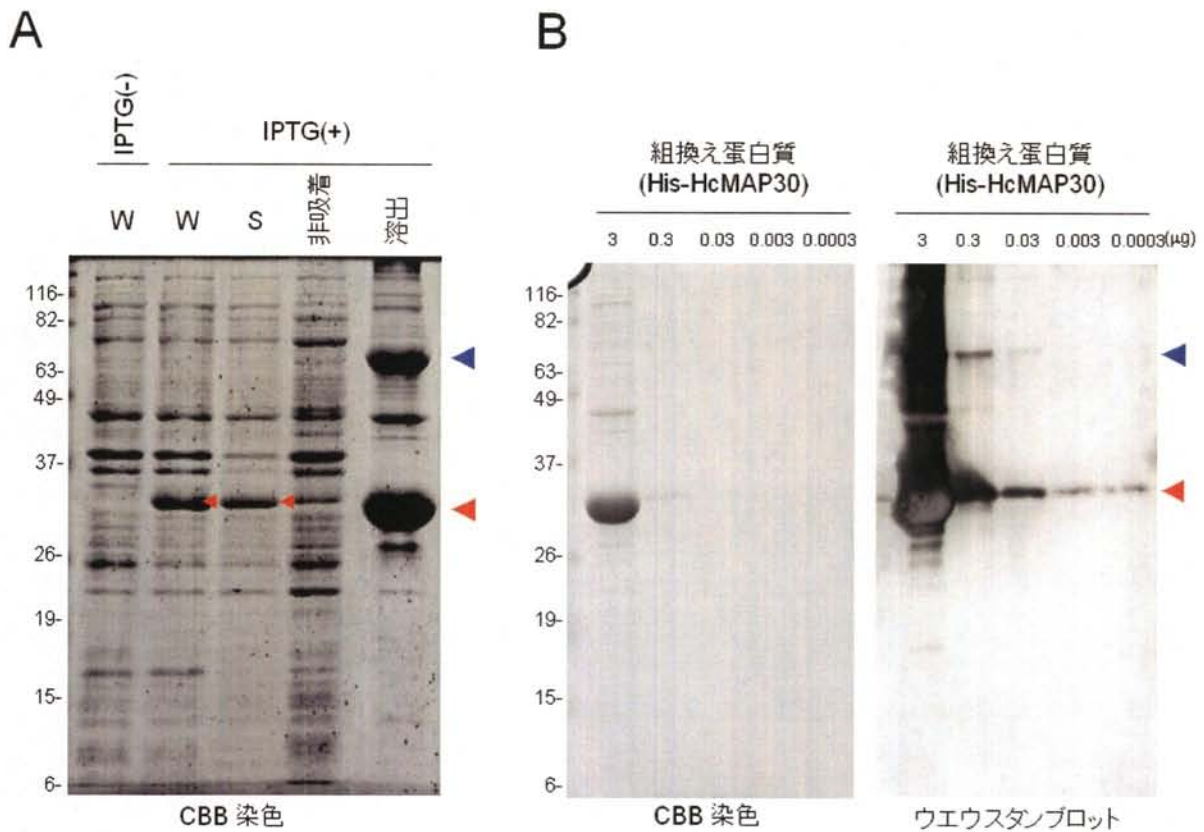 A
IPTG(-)
IPTG(+)
W
W
S
非吸着
溶出
116-
82-
63-
49-
37-
26-
19-
15-
6-
CBB 染色
B
組換え蛋白質
(His-HcMAP30)
3 0.3 0.03 0.003 0.0003
116-
82-
63-
49-
37-
26-
19-
15-
6-
CBB 染色
組換え蛋白質
(His-HcMAP30)
3 0.3 0.03 0.003 0.0003(μg)
ウエウスタンブロット